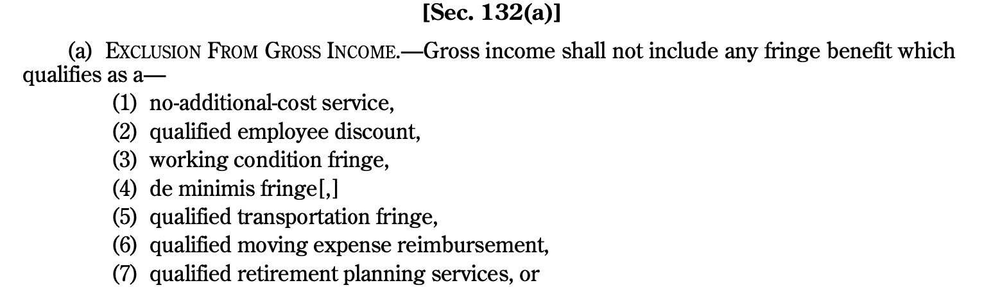 [Sec. 132(a)]
(a) EXCLUSION FROM GROSS INCOME.—Gross income shall not include any fringe benefit which
qualifies as a—
(1) no-additional-cost service,
(2) qualified employee discount,
(3) working condition fringe,
(4) de minimis fringe[,]
(5) qualified transportation fringe,
(6) qualified moving expense reimbursement,
(7) qualified retirement planning services, or